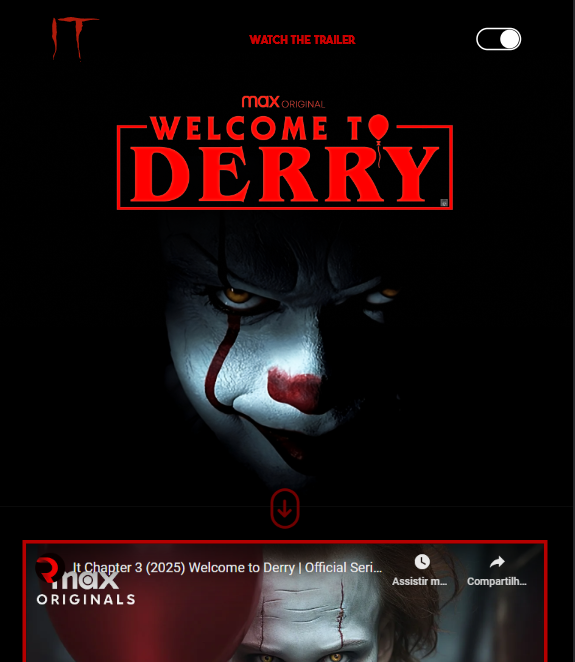 IT
WATCH THE TRAILER
max ORIGINAL
WELCOME TO
DERRY
It Chapter 3 (2025) Welcome to Derry | Official Seri...
max
ORIGINALS
Assistir m...
Compartilh...